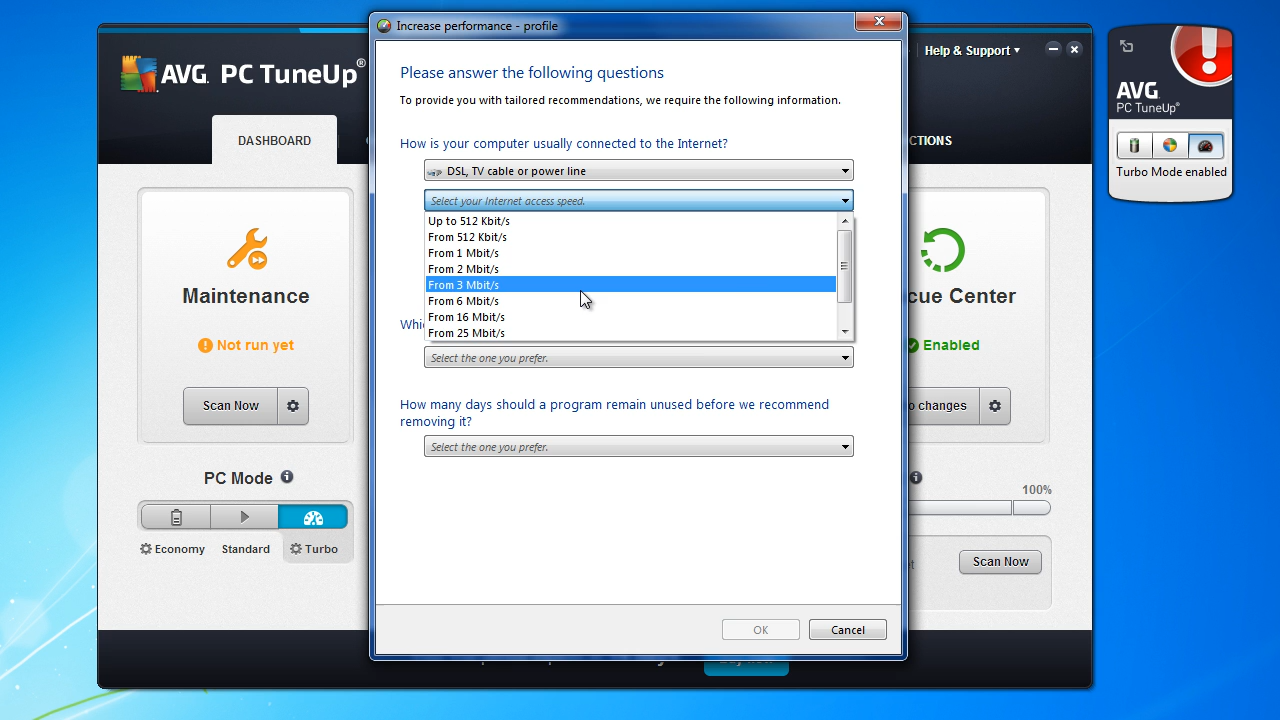 Increase performance - profile
Help & Support
AVG. PC TuneUp®
DASHBOARD
CTIONS
Please answer the following questions
To provide you with tailored recommendations, we require the following information.
How is your computer usually connected to the Internet?
DSL, TV cable or power line
Select your Internet access speed.
Up to 512 Kbit/s
From 512 Kbit/s
From 1 Mbit/s
From 2 Mbit/s
From 3 Mbit/s
From 6 Mbit/s
From 16 Mbit/s
From 25 Mbit/s
Select the one you prefer.
How many days should a program remain unused before we recommend
removing it?
Select the one you prefer.
OK
Cancel
Maintenance
Not run yet
Scan Now
PC Mode
Economy
Standard
Turbo
cue Center
Enabled
changes
100%
Scan Now
AVG.
PC TuneUp®
Turbo Mode enabled